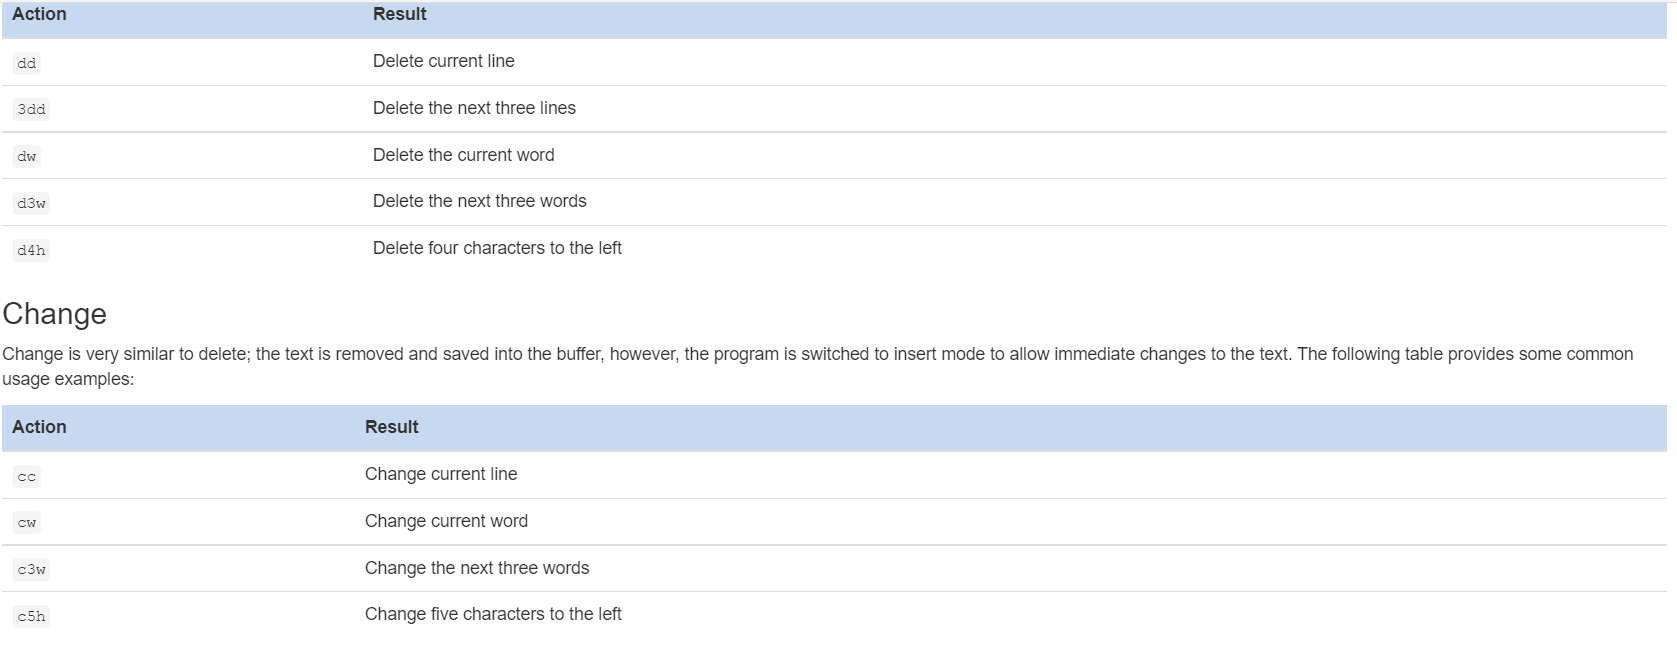 Action Result
dd Delete current line
3dd Delete the next three lines
dw Delete the current word
d3w Delete the next three words
d4h Delete four characters to the left
Change
Change is very similar to delete; the text is removed and saved into the buffer, however, the program is switched to insert mode to allow immediate changes to the text. The following table provides some common
usage examples:
Action Result
cc Change current line
cw Change current word
c3w Change the next three words
c5h Change five characters to the left